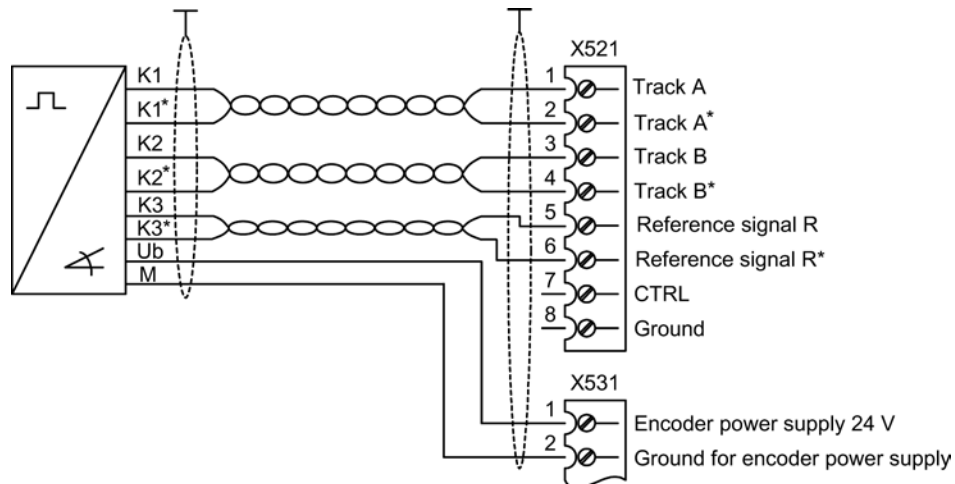 X521
K1
1
Track A
K1*
2
Track A*
K2
3
Track B
K2*
4
Track B*
K3
5
Reference signal R
K3*
6
Reference signal R*
Ub
M
7
CTRL
8
Ground
X531
1
Encoder power supply 24 V
2
Ground for encoder power supply